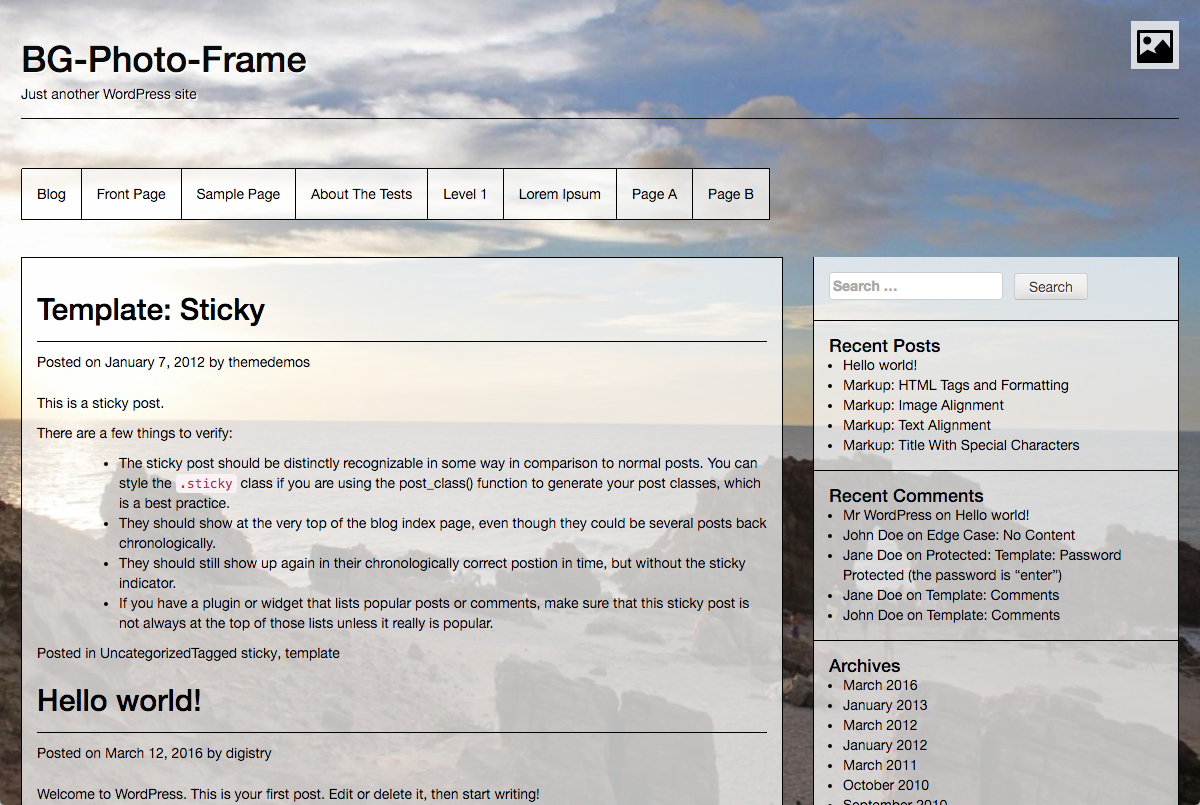 BG-Photo-Frame
Just another WordPress site
Blog
Front Page
Sample Page
About The Tests
Level 1
Lorem Ipsum
Page A
Page B
Template: Sticky
Posted on January 7, 2012 by themedemos
This is a sticky post.
There are a few things to verify:
The sticky post should be distinctly recognizable in some way in comparison to normal posts. You can
style the .sticky class if you are using the post_class() function to generate your post classes, which
is a best practice.
They should show at the very top of the blog index page, even though they could be several posts back
chronologically.
They should still show up again in their chronologically correct postion in time, but without the sticky
indicator.
If you have a plugin or widget that lists popular posts or comments, make sure that this sticky post is
not always at the top of those lists unless it really is popular.
Posted in UncategorizedTagged sticky, template
Hello world!
Posted on March 12, 2016 by digistry
Welcome to WordPress. This is your first post. Edit or delete it, then start writing!
Search …
Search
Recent Posts
Hello world!
Markup: HTML Tags and Formatting
Markup: Image Alignment
Markup: Text Alignment
Markup: Title With Special Characters
Recent Comments
Mr WordPress on Hello world!
John Doe on Edge Case: No Content
Jane Doe on Protected: Template: Password
Protected (the password is “enter”)
Jane Doe on Template: Comments
John Doe on Template: Comments
Archives
March 2016
January 2013
March 2012
January 2012
March 2011
October 2010
September 2010